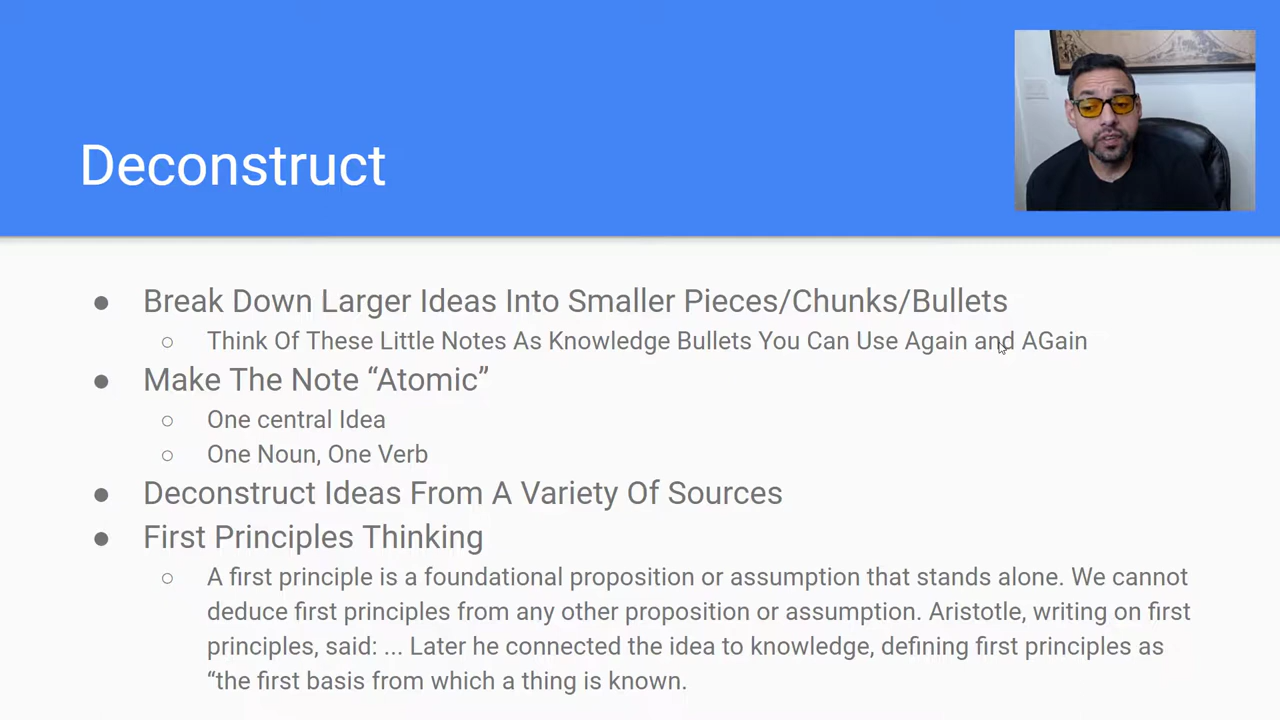 Deconstruct
● Break Down Larger Ideas Into Smaller Pieces/Chunks/Bullets
○ Think Of These Little Notes As Knowledge Bullets You Can Use Again and AGain
● Make The Note “Atomic”
○ One central Idea
○ One Noun, One Verb
● Deconstruct Ideas From A Variety Of Sources
● First Principles Thinking
○ A first principle is a foundational proposition or assumption that stands alone. We cannot
deduce first principles from any other proposition or assumption. Aristotle, writing on first
principles, said: ... Later he connected the idea to knowledge, defining first principles as
“the first basis from which a thing is known.